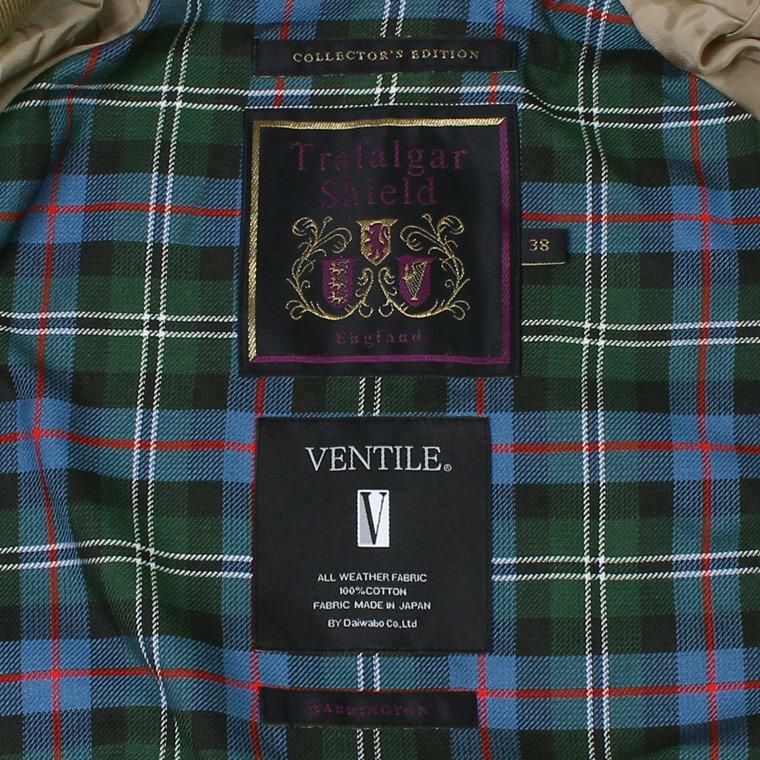 COLLECTOR'S EDITION
Trafalgar
Shield
38
England
VENTILE®
V
ALL WEATHER FABRIC
100%COTTON
FABRIC MADE IN JAPAN
BY Daiwabo Co.,Ltd
HARRINGTON